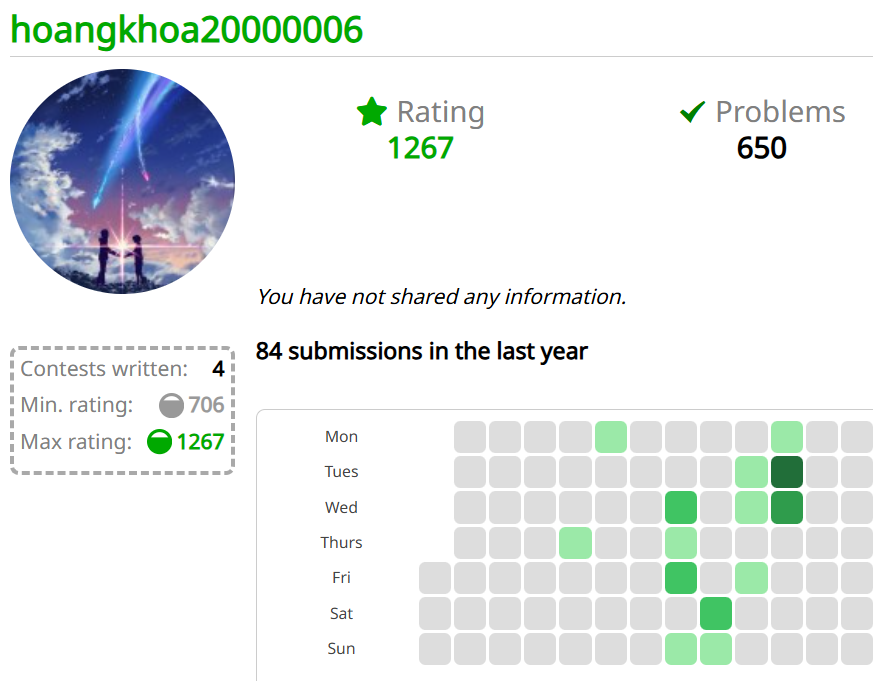 hoangkhoa20000006
Rating
1267
Problems
650
You have not shared any information.
84 submissions in the last year
Contests written: 4
Min. rating: 706
Max rating: 1267
Mon
Tues
Wed
Thurs
Fri
Sat
Sun